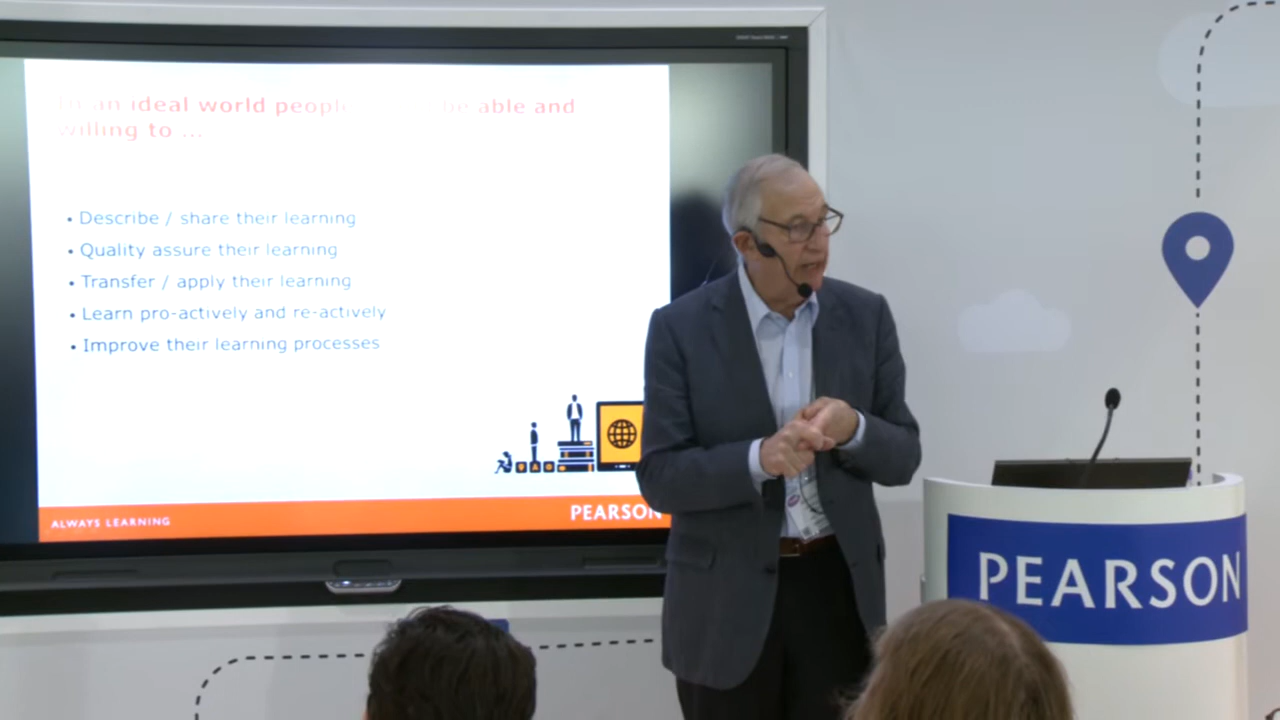 In an ideal world people be able and
willing to ...
• Describe / share their learning
• Quality assure their learning
• Transfer / apply their learning
• Learn pro-actively and re-actively
• Improve their learning processes
ALWAYS LEARNING
PEARSON
PEARSON